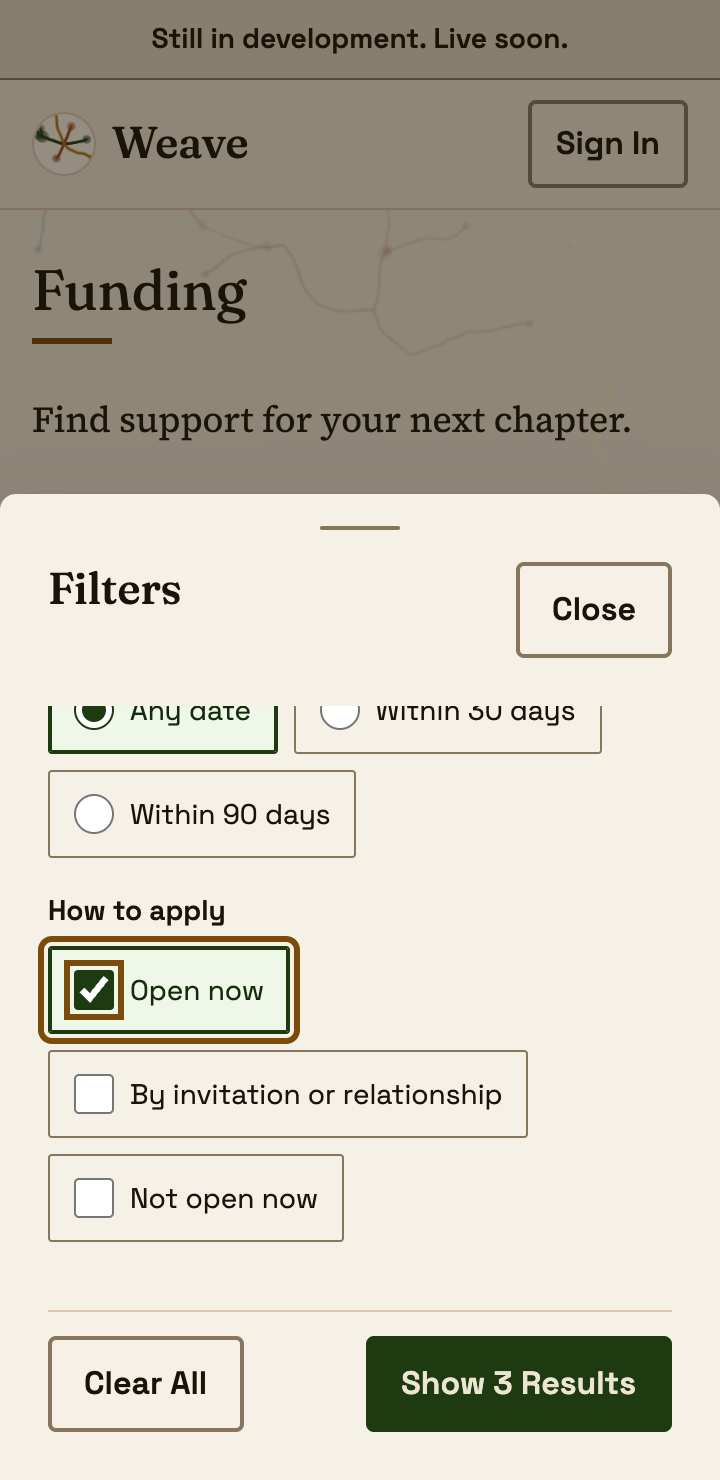 Still in development. Live soon.
Weave
Sign In
Funding
Find support for your next chapter.
Filters
Close
Any date
Within 30 days
Within 90 days
How to apply
Open now
By invitation or relationship
Not open now
Clear All
Show 3 Results